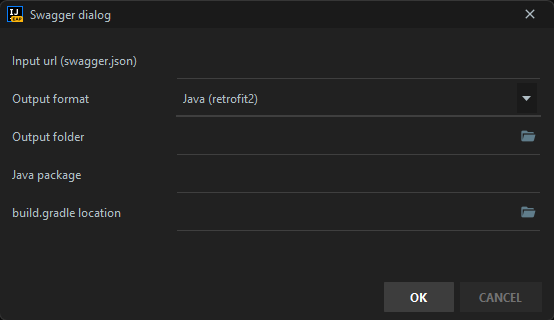 IJ
EAP
Swagger dialog
Input url (swagger.json)
Output format
Java (retrofit2)
Output folder
Java package
build.gradle location
OK
CANCEL